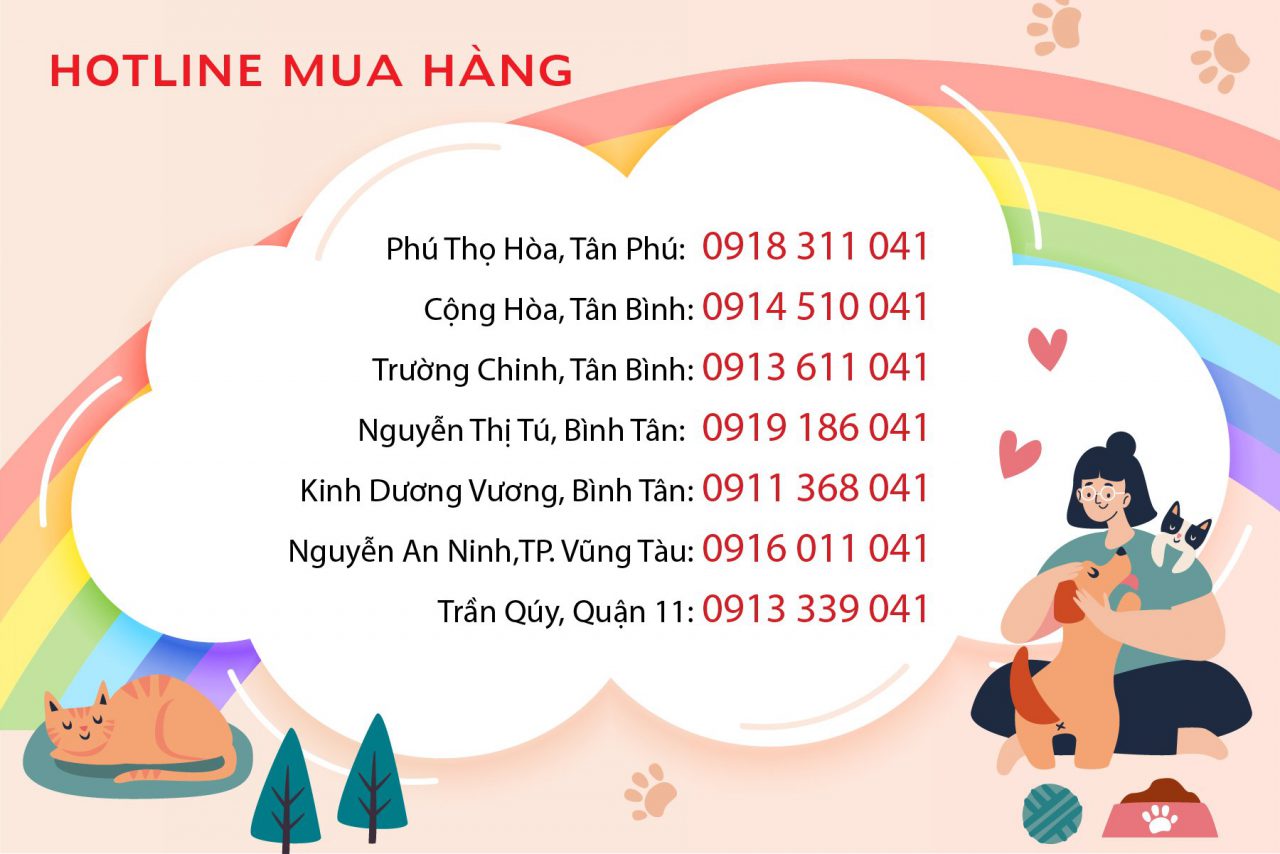 HOTLINE MUA HÀNG
Phú Thọ Hòa, Tân Phú: 0918 311 041
Cộng Hòa, Tân Bình: 0914 510 041
Trường Chinh, Tân Bình: 0913 611 041
Nguyễn Thị Tú, Bình Tân: 0919 186 041
Kinh Dương Vương, Bình Tân: 0911 368 041
Nguyễn An Ninh,TP. Vũng Tàu: 0916 011 041
Trần Qúy, Quận 11: 0913 339 041